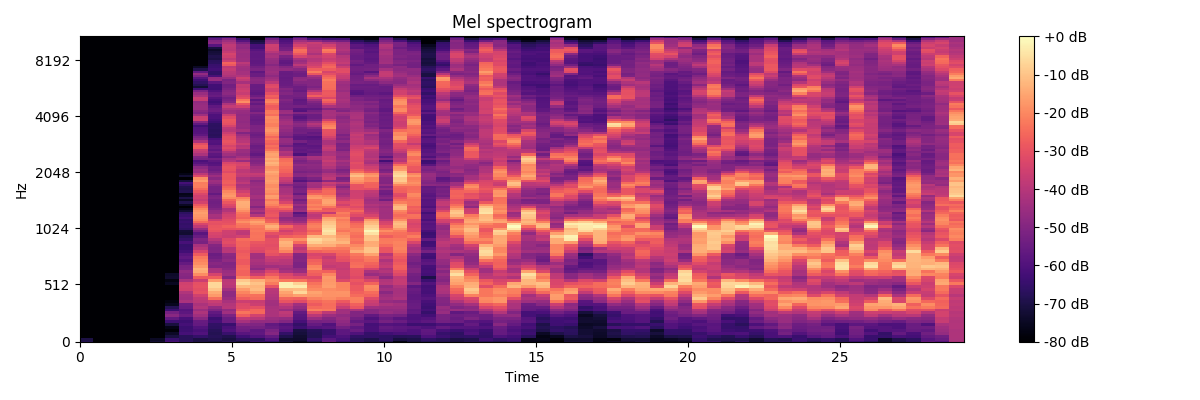 Mel spectrogram
+0 dB
8192
-10 dB
-20 dB
4096
-30 dB
Hz
2048
-40 dB
-50 dB
1024
-60 dB
512
-70 dB
0
-80 dB
0 5 10 15 20 25
Time